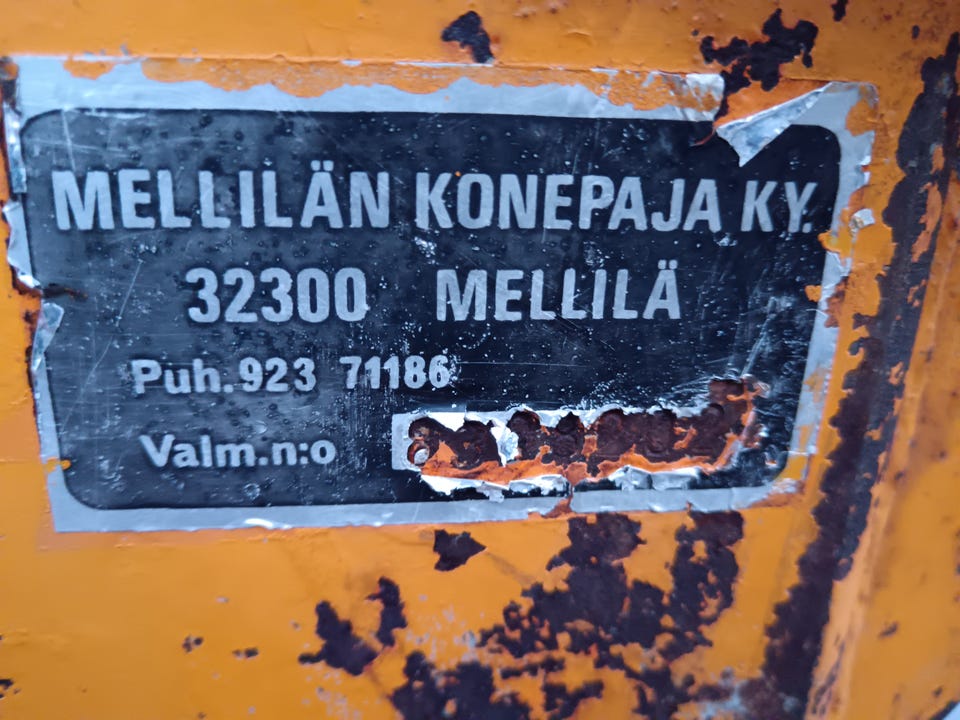 MELLILÄN KONEPAJA KY.
32300 MELLILÄ
Puh.923 71186
Valm.n:o